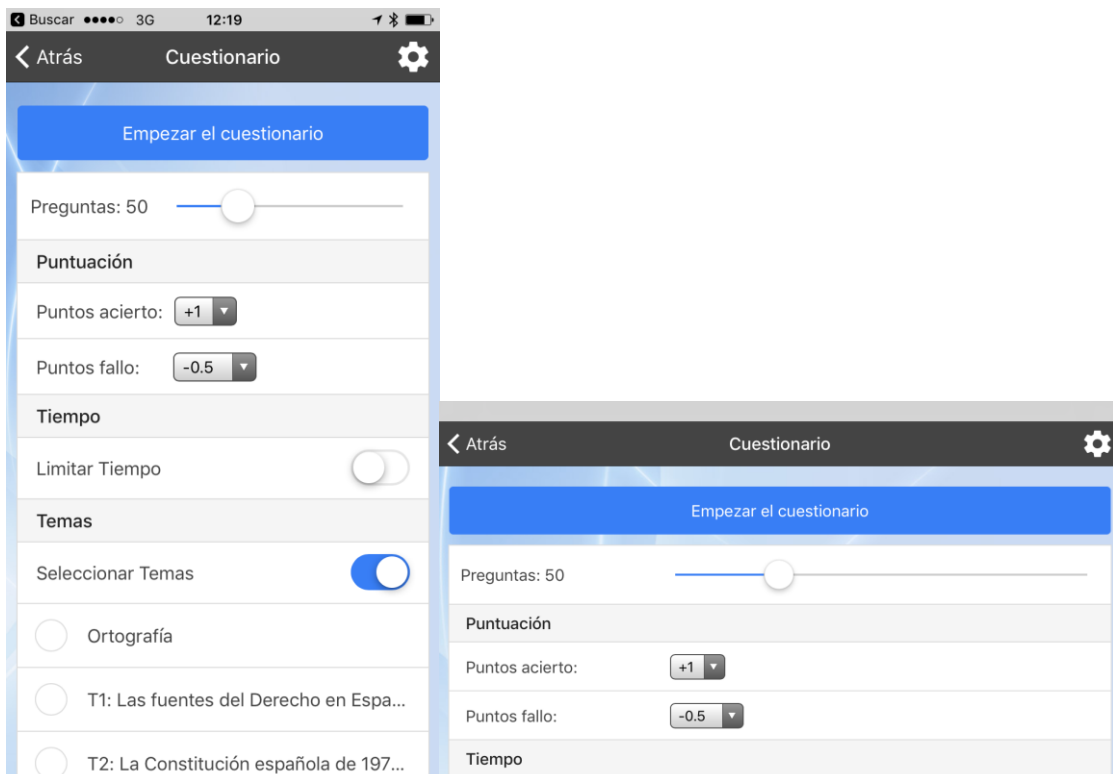 Buscar 3G 12:19
Atrás Cuestionario
Empezar el cuestionario
Preguntas: 50
Puntuación
Puntos acierto: +1
Puntos fallo: -0.5
Tiempo
Limitar Tiempo
Temas
Seleccionar Temas
Ortografía
T1: Las fuentes del Derecho en Espa...
T2: La Constitución española de 197...
Atrás Cuestionario
Empezar el cuestionario
Preguntas: 50
Puntuación
Puntos acierto: +1
Puntos fallo: -0.5
Tiempo